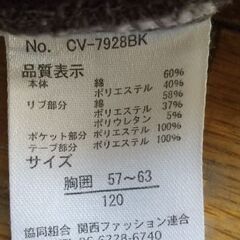 No. CV-7928BK
品質表示
本体 綿 60%
ポリエステル 40%
リブ部分 ポリエステル 58%
綿 37%
ポリウレタン 5%
ポケット部分 ポリエステル 100%
テープ部分 ポリエステル 100%
サイズ
胸囲 57~63
120
協同組合 関西ファッション連合
06-6228-6740